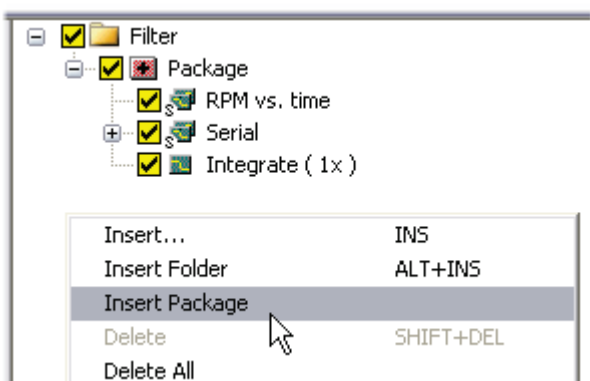 Filter
Package
S RPM vs. time
S Serial
Integrate ( 1x )
Insert... INS
Insert Folder ALT+INS
Insert Package
Delete SHIFT+DEL
Delete All